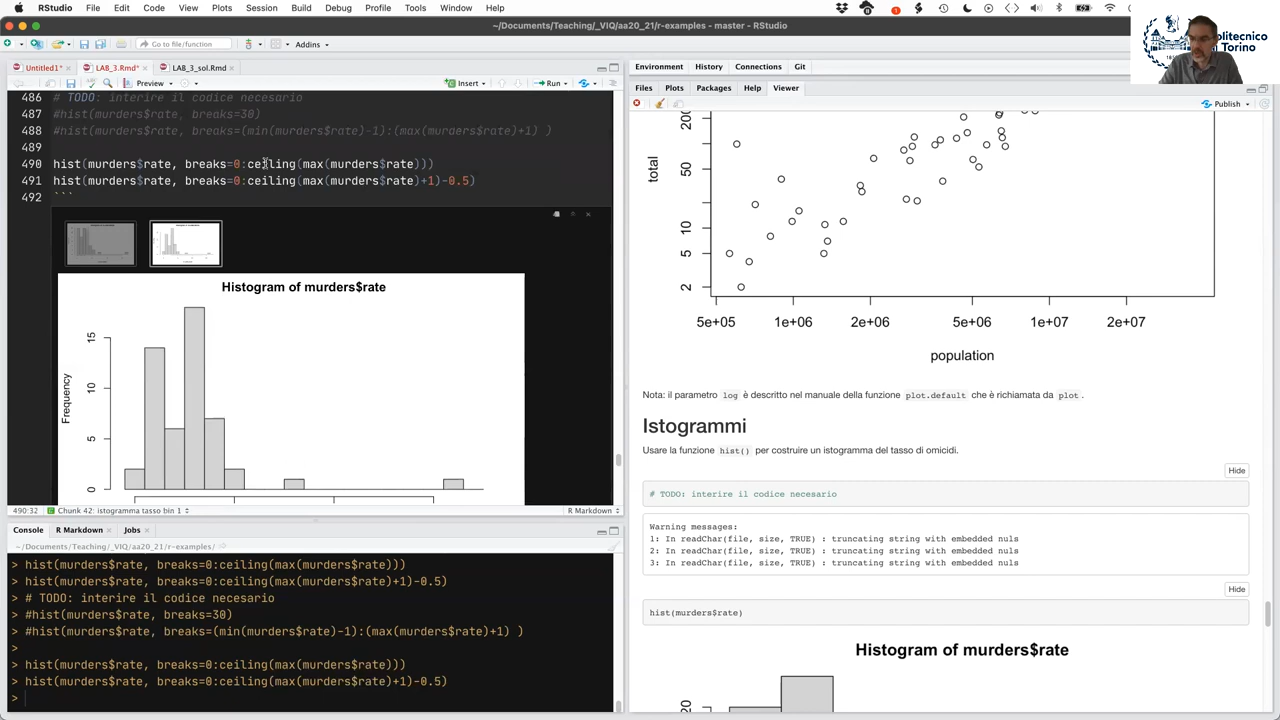 RStudio File Edit Code View Plots Session Build Debug Profile Tools Window Help
~/Documents/Teaching/_VIQ/aa20_21/r-examples - master - RStudio
Go to file/function Addins
Politecnico
di Torino
Untitled1* LAB_3.Rmd* LAB_3_sol.Rmd
Preview Insert Run
486 # TODO: interire il codice necesario
487 #hist(murders$rate, breaks=30)
488 #hist(murders$rate, breaks=(min(murders$rate)-1):(max(murders$rate)+1) )
489
490 hist(murders$rate, breaks=0:ceiling(max(murders$rate)))
491 hist(murders$rate, breaks=0:ceiling(max(murders$rate)+1)-0.5)
492 ```
Histogram of murders$rate
Frequency
15
10
5
0
490:32 Chunk 42: istogramma tasso bin 1 R Markdown
Console R Markdown Jobs
~/Documents/Teaching/_VIQ/aa20_21/r-examples/
> hist(murders$rate, breaks=0:ceiling(max(murders$rate)))
> hist(murders$rate, breaks=0:ceiling(max(murders$rate)+1)-0.5)
> # TODO: interire il codice necesario
> #hist(murders$rate, breaks=30)
> #hist(murders$rate, breaks=(min(murders$rate)-1):(max(murders$rate)+1) )
>
> hist(murders$rate, breaks=0:ceiling(max(murders$rate)))
> hist(murders$rate, breaks=0:ceiling(max(murders$rate)+1)-0.5)
>
Environment History Connections Git
Files Plots Packages Help Viewer
Publish
total
200
50
10
5
2
5e+05 1e+06 2e+06 5e+06 1e+07 2e+07
population
Nota: il parametro log è descritto nel manuale della funzione plot.default che è richiamata da plot .
Istogrammi
Usare la funzione hist() per costruire un istogramma del tasso di omicidi.
Hide
# TODO: interire il codice necesario
Warning messages:
1: In readChar(file, size, TRUE) : truncating string with embedded nuls
2: In readChar(file, size, TRUE) : truncating string with embedded nuls
3: In readChar(file, size, TRUE) : truncating string with embedded nuls
Hide
hist(murders$rate)
Histogram of murders$rate
20